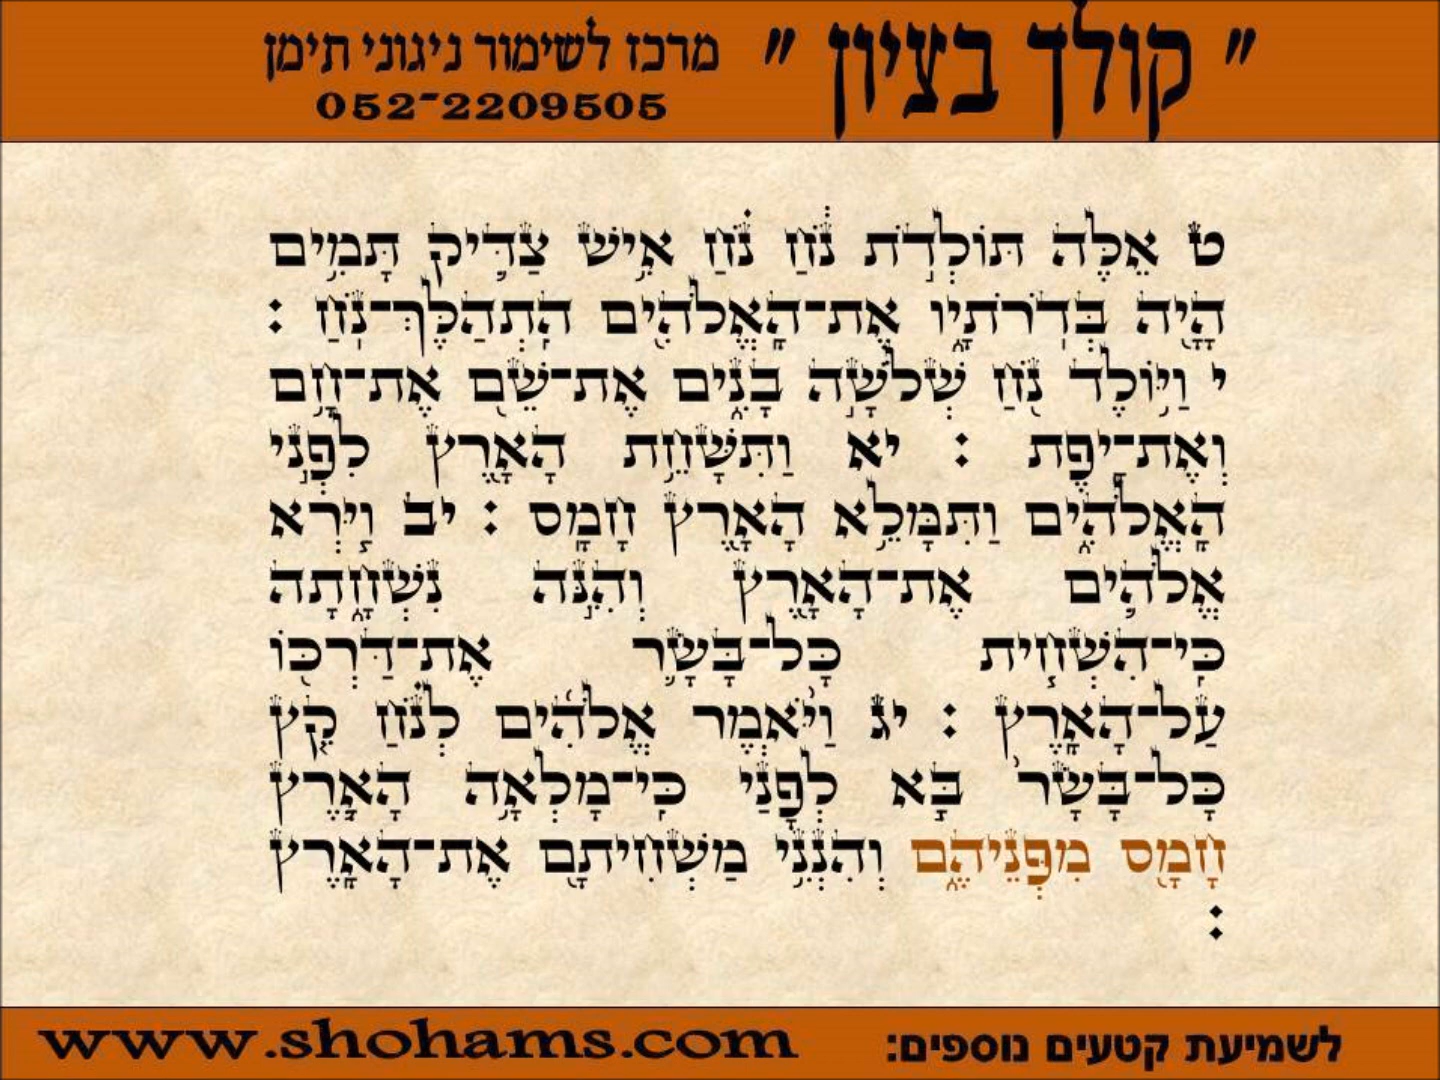 " קולך בציון " מרכז לשימור ניגוני תימן
052-2209505
ט אֵ֚לֶּה תּוֹלְדֹ֣ת נֹ֔חַ נֹ֗חַ אִ֥ישׁ צַדִּ֛יק תָּמִ֥ים
הָיָ֖ה בְּדֹֽרֹתָ֑יו אֶת־הָֽאֱלֹהִ֖ים הִֽתְהַלֶּךְ־נֹֽחַ :
י וַיּ֥וֹלֶד נֹ֖חַ שְׁלֹשָׁ֣ה בָנִ֑ים אֶת־שֵׁ֖ם אֶת־חָ֥ם
וְאֶת־יָֽפֶת : יא וַתִּשָּׁחֵ֥ת הָאָ֖רֶץ לִפְנֵ֣י
הָֽאֱלֹהִ֑ים וַתִּמָּלֵ֥א הָאָ֖רֶץ חָמָֽס : יב וַיַּ֧רְא
אֱלֹהִ֛ים אֶת־הָאָ֖רֶץ וְהִנֵּ֣ה נִשְׁחָ֑תָה
כִּֽי־הִשְׁחִ֧ית כָּל־בָּשָׂ֛ר אֶת־דַּרְכּ֖וֹ
עַל־הָאָֽרֶץ : יג וַיֹּ֨אמֶר אֱלֹהִ֜ים לְנֹ֗חַ קֵ֤ץ
כָּל־בָּשָׂר֙ בָּ֣א לְפָנַ֔י כִּֽי־מָלְאָ֥ה הָאָ֛רֶץ
חָמָ֖ס מִפְּנֵיהֶ֑ם וְהִנְנִ֥י מַשְׁחִיתָ֖ם אֶת־הָאָֽרֶץ
:
לשמיעת קטעים נוספים: www.shohams.com